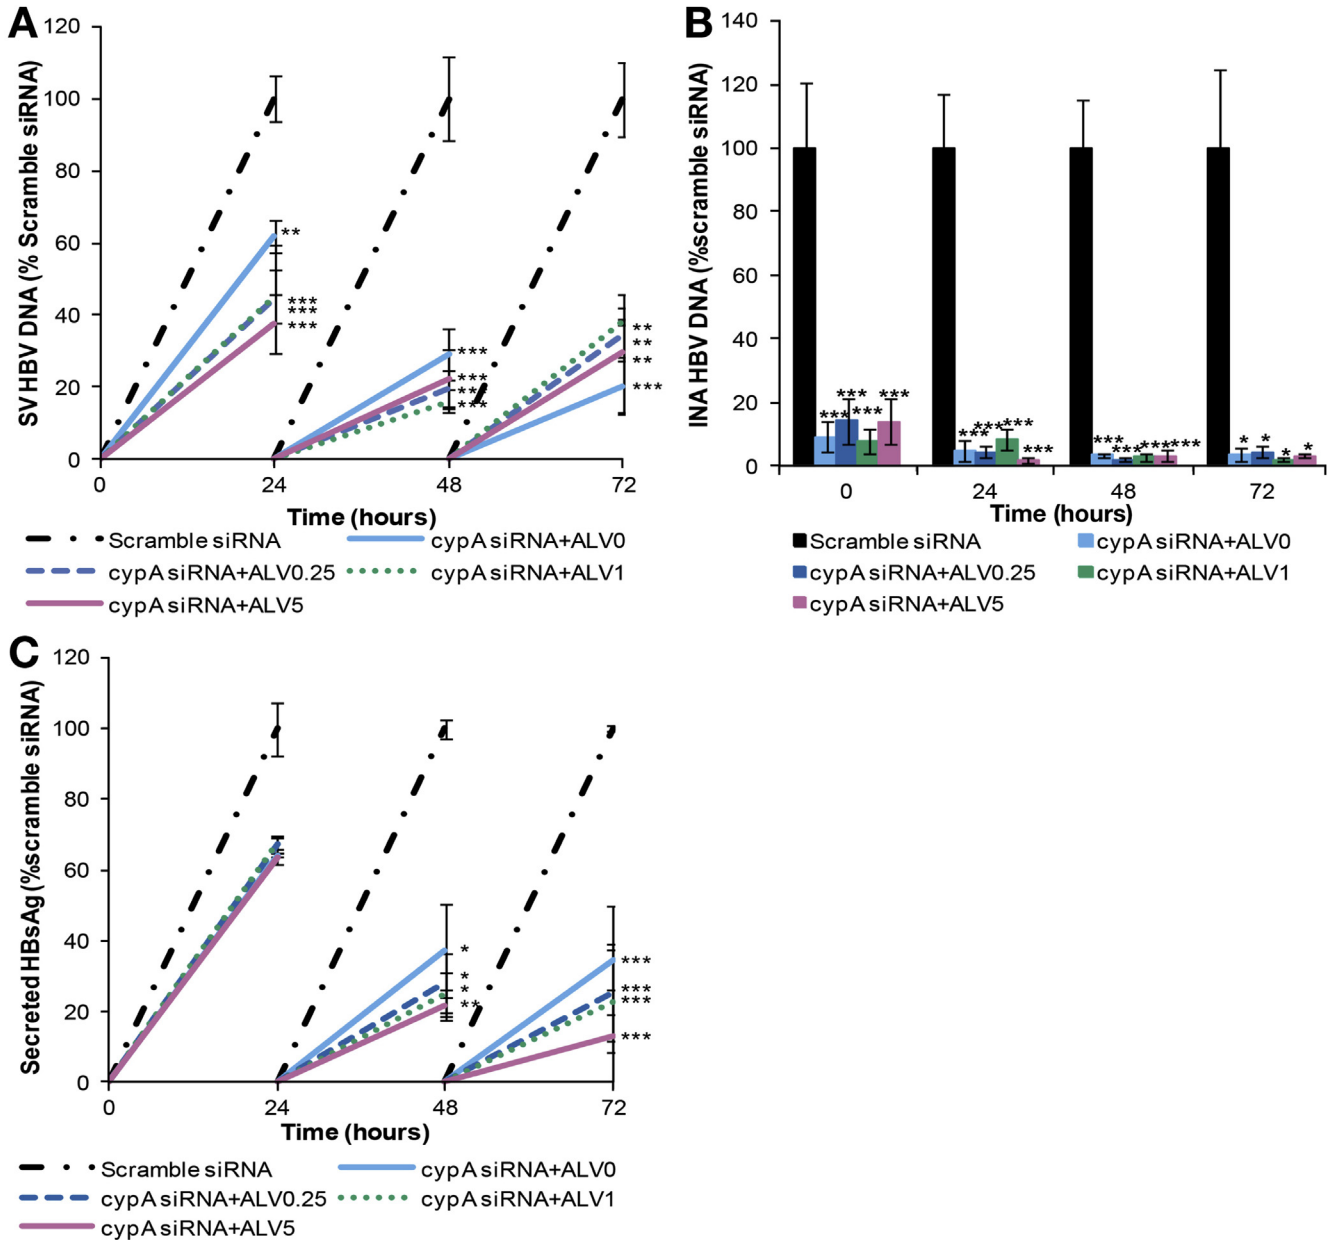 A
SV HBV DNA (% Scramble siRNA)
120
100
80
60
40
20
0
**
***
***
***
***
***
***
***
**
**
**
***
0 24 48 72
Time (hours)
Scramble siRNA cypA siRNA+ALV0
cypA siRNA+ALV0.25 cypA siRNA+ALV1
cypA siRNA+ALV5
B
INA HBV DNA (%scramble siRNA)
140
120
100
80
60
40
20
0
*** *** *** ***
*** *** *** ***
*** *** *** ***
* * * *
0 24 48 72
Time (hours)
Scramble siRNA cypA siRNA+ALV0
cypA siRNA+ALV0.25 cypA siRNA+ALV1
cypA siRNA+ALV5
C
Secreted HBsAg (%scramble siRNA)
120
100
80
60
40
20
0
*
*
*
**
***
***
***
***
0 24 48 72
Time (hours)
Scramble siRNA cypA siRNA+ALV0
cypA siRNA+ALV0.25 cypA siRNA+ALV1
cypA siRNA+ALV5